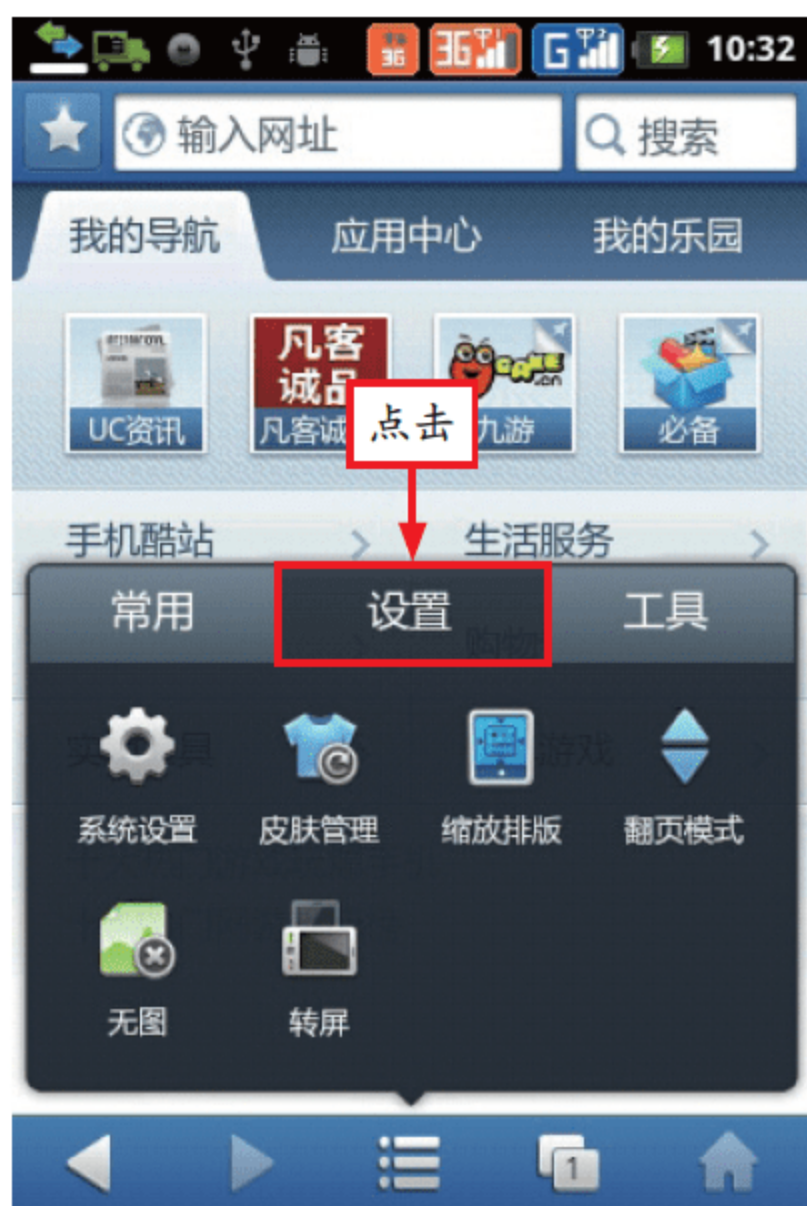 3G 3G 1 G 2 10:32
输入网址 搜索
我的导航 应用中心 我的乐园
凡客
诚品
UC资讯 凡客诚 九游 必备
点击
手机酷站 生活服务
常用 设置 工具
购物
游戏
系统设置 皮肤管理 缩放排版 翻页模式
无图 转屏
1